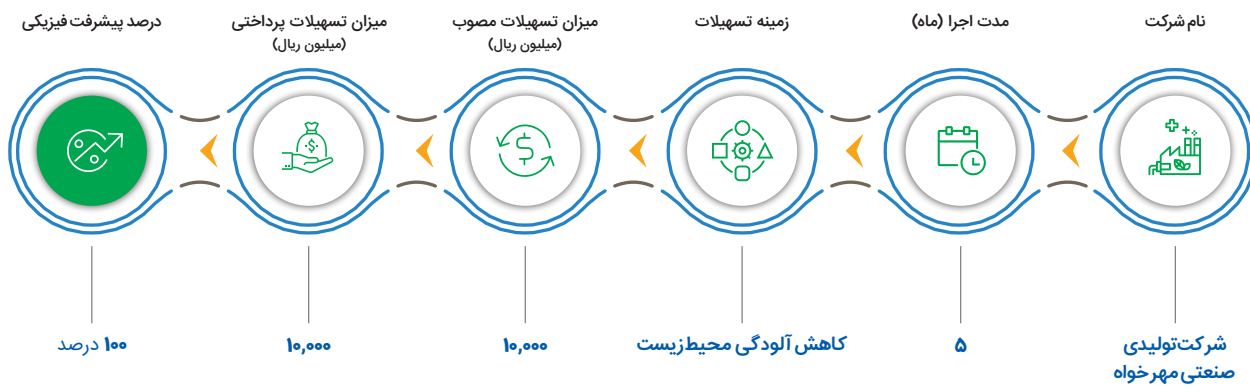 نام شرکت
مدت اجرا (ماه)
زمینه تسهیلات
میزان تسهیلات مصوب
(میلیون ریال)
میزان تسهیلات پرداختی
(میلیون ریال)
درصد پیشرفت فیزیکی
شرکت تولیدی
صنعتی مهرخواه
۵
کاهش آلودگی محیط زیست
۱۰,۰۰۰
۱۰,۰۰۰
۱۰۰ درصد